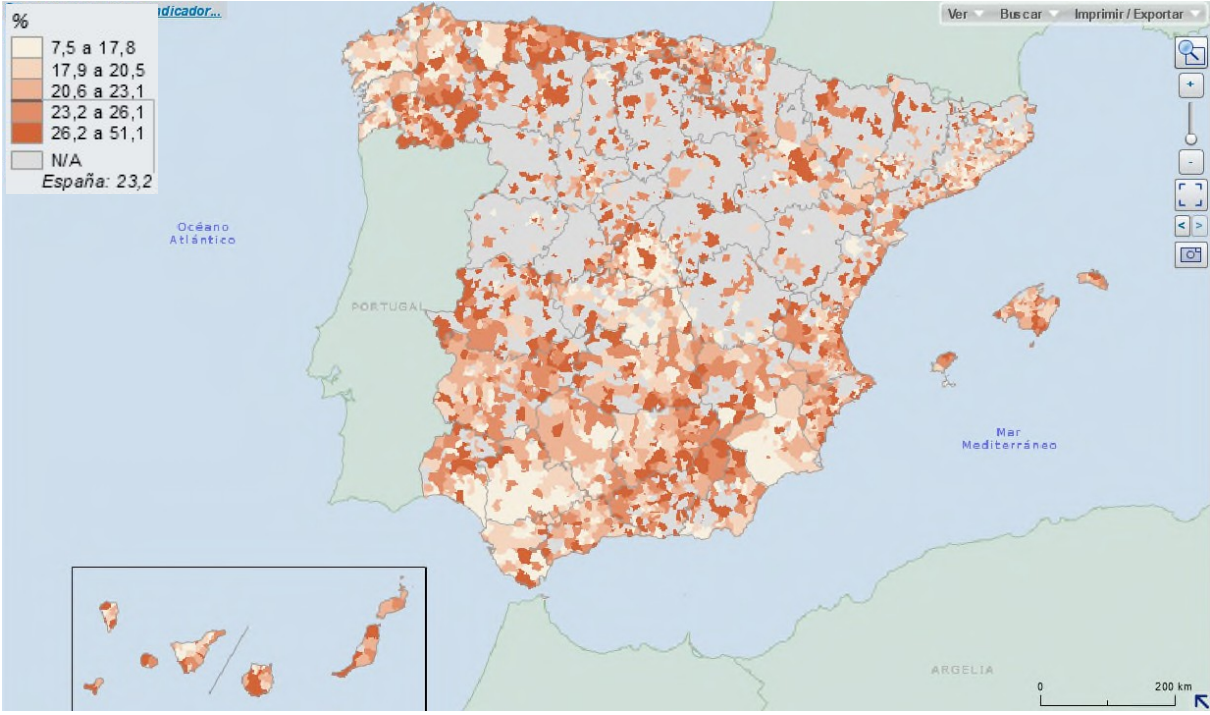 %
7,5 a 17,8
17,9 a 20,5
20,6 a 23,1
23,2 a 26,1
26,2 a 51,1
N/A
España: 23,2
Ver Buscar Imprimir / Exportar
+
-
< >
Océano
Atlántico
PORTUGAL
Mar
Mediterráneo
ARGELIA
0 200 km